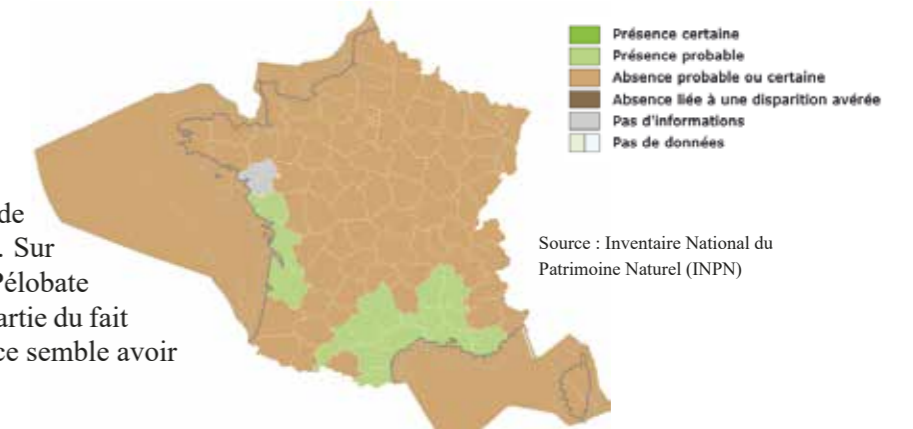 Présence certaine
Présence probable
Absence probable ou certaine
Absence liée à une disparition avérée
Pas d'informations
Pas de données
de
. Sur
Pélobate
artie du fait
ce semble avoir
Source : Inventaire National du
Patrimoine Naturel (INPN)